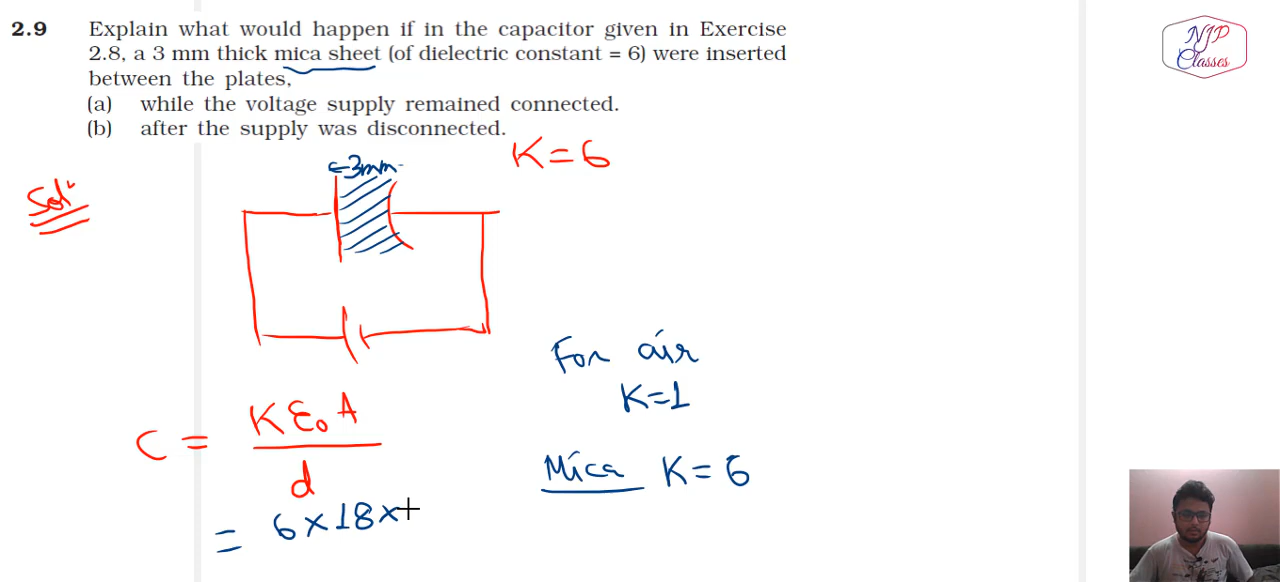 2.9 Explain what would happen if in the capacitor given in Exercise
2.8, a 3 mm thick mica sheet (of dielectric constant = 6) were inserted
between the plates,
(a) while the voltage supply remained connected.
(b) after the supply was disconnected.
NJP
Classes
K=6
3mm
Sol.
For air
K=1
C = Kε₀A
d
Mica K=6
= 6×18×